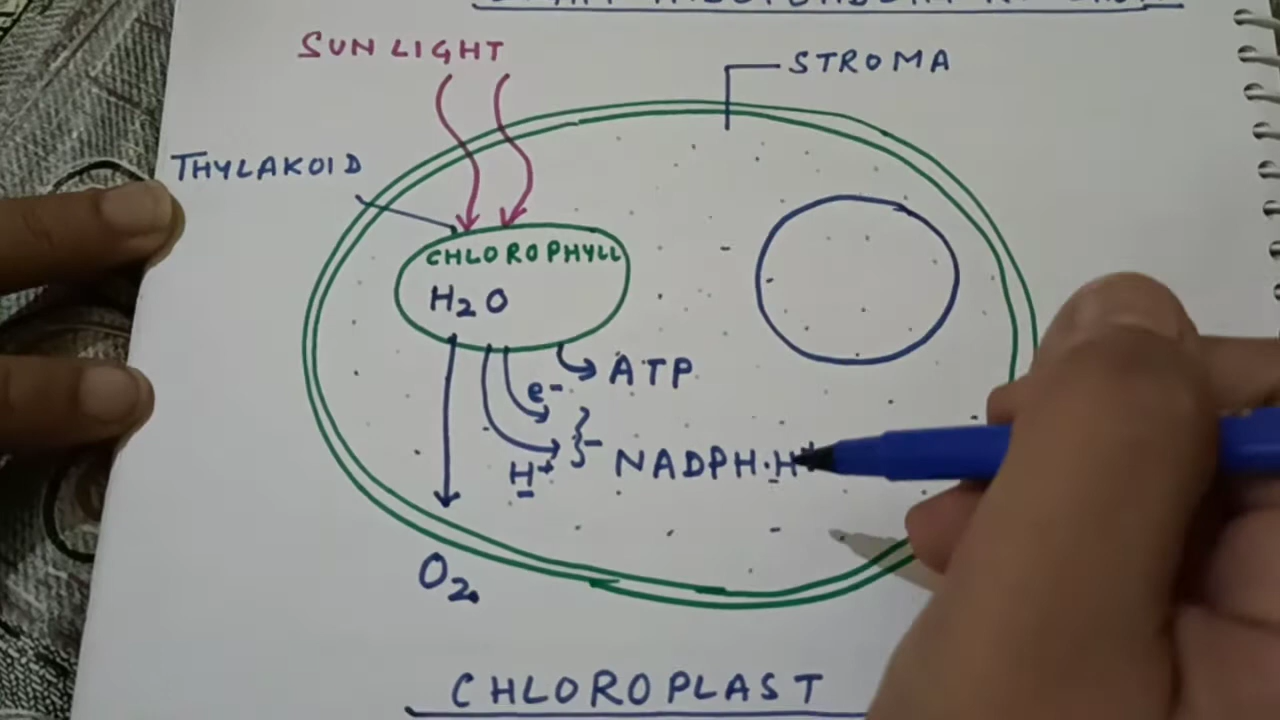 SUN LIGHT
STROMA
THYLAKOID
CHLOROPHYLL
H2O
ATP
e-
H+
NADPH·H+
O2
CHLOROPLAST